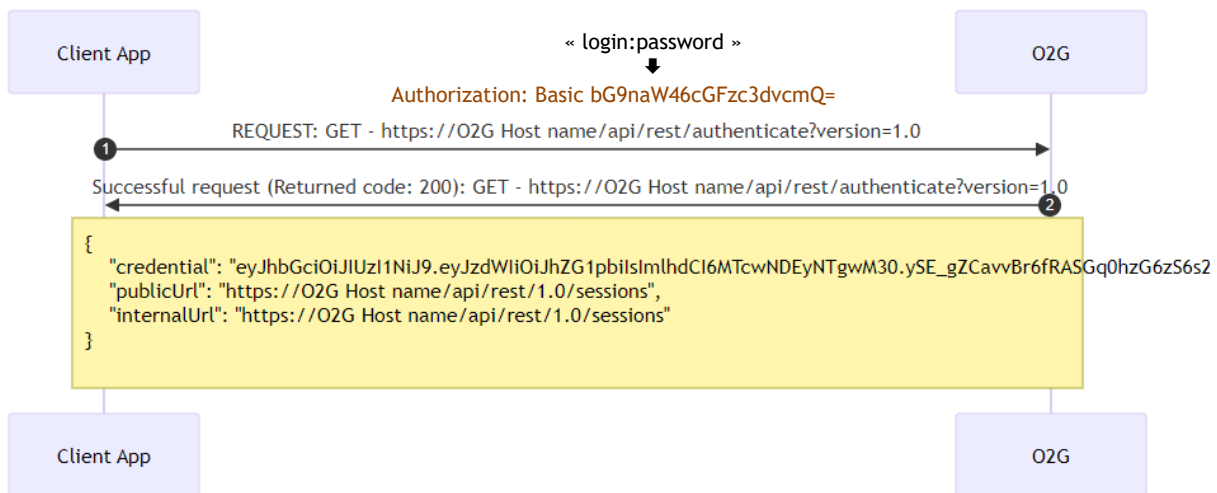 Client App
« login:password »
O2G
Authorization: Basic bG9naW46cGFzc3dvcmQ=
REQUEST: GET - https://O2G Host name/api/rest/authenticate?version=1.0
1
Successful request (Returned code: 200): GET - https://O2G Host name/api/rest/authenticate?version=1.0
2
{
"credential": "eyJhbGciOiJIUzI1NiJ9.eyJzdWIiOiJhZG1pbiIsImlhdCI6MTcwNDEyNTgwM30.ySE_gZCavvBr6fRASGq0hzG6zS6s2
"publicUrl": "https://O2G Host name/api/rest/1.0/sessions",
"internalUrl": "https://O2G Host name/api/rest/1.0/sessions"
}
Client App
O2G